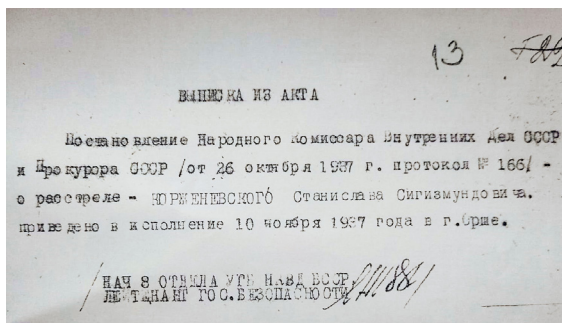 13
ВЫПИСКА ИЗ АКТА
Постановление Народного Комиссара Внутренних Дел СССР
и Прокурора СССР /от 26 октября 1937 г. протокол № 166/ -
о расстреле - КОРЖЕНЕВСКОГО Станислава Сигизмундовича.
приведено в исполнение 10 ноября 1937 года в г.Орше.
НАЧ 8 ОТДЕЛА УГБ НКВД БССР
ЛЕЙТЕНАНТ ГОС.БЕЗОПАСНОСТИ